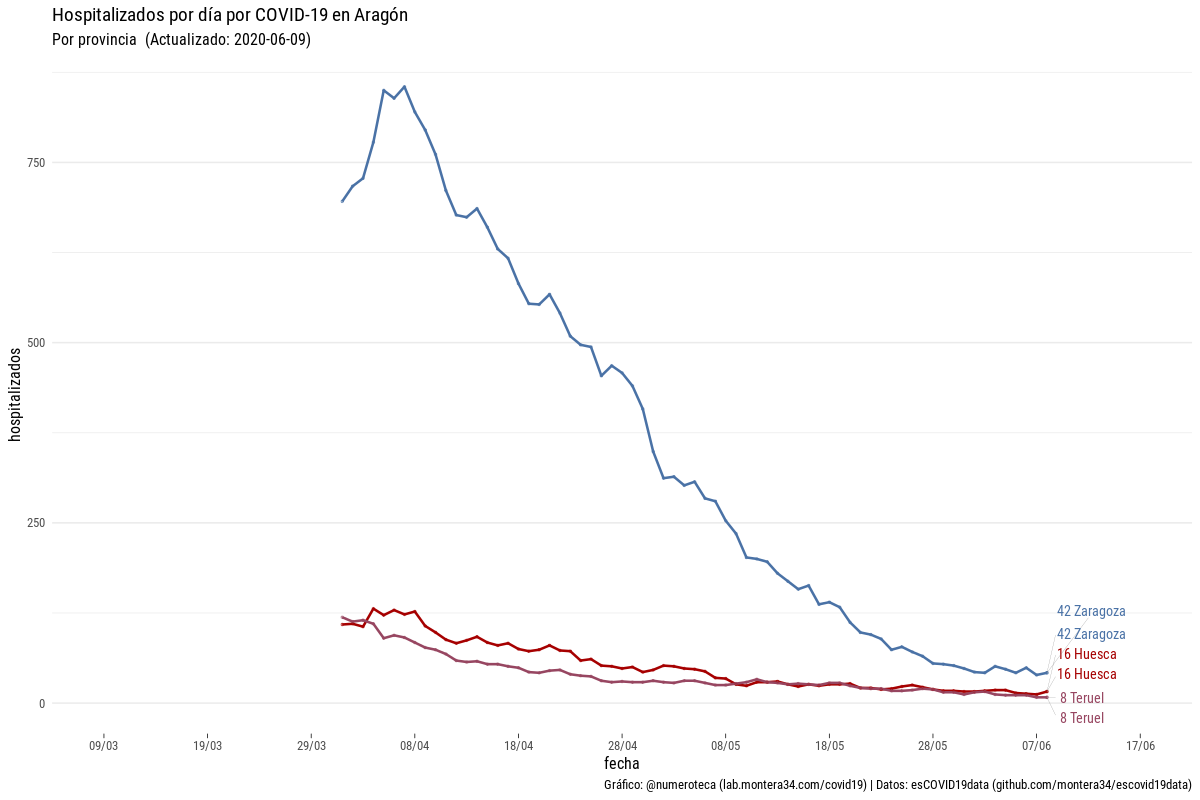 Hospitalizados por día por COVID-19 en Aragón
Por provincia (Actualizado: 2020-06-09)
hospitalizados
750
500
250
0
42 Zaragoza
42 Zaragoza
16 Huesca
16 Huesca
8 Teruel
8 Teruel
09/03 19/03 29/03 08/04 18/04 28/04 08/05 18/05 28/05 07/06 17/06
fecha
Gráfico: @numeroteca (lab.montera34.com/covid19) | Datos: esCOVID19data (github.com/montera34/escovid19data)